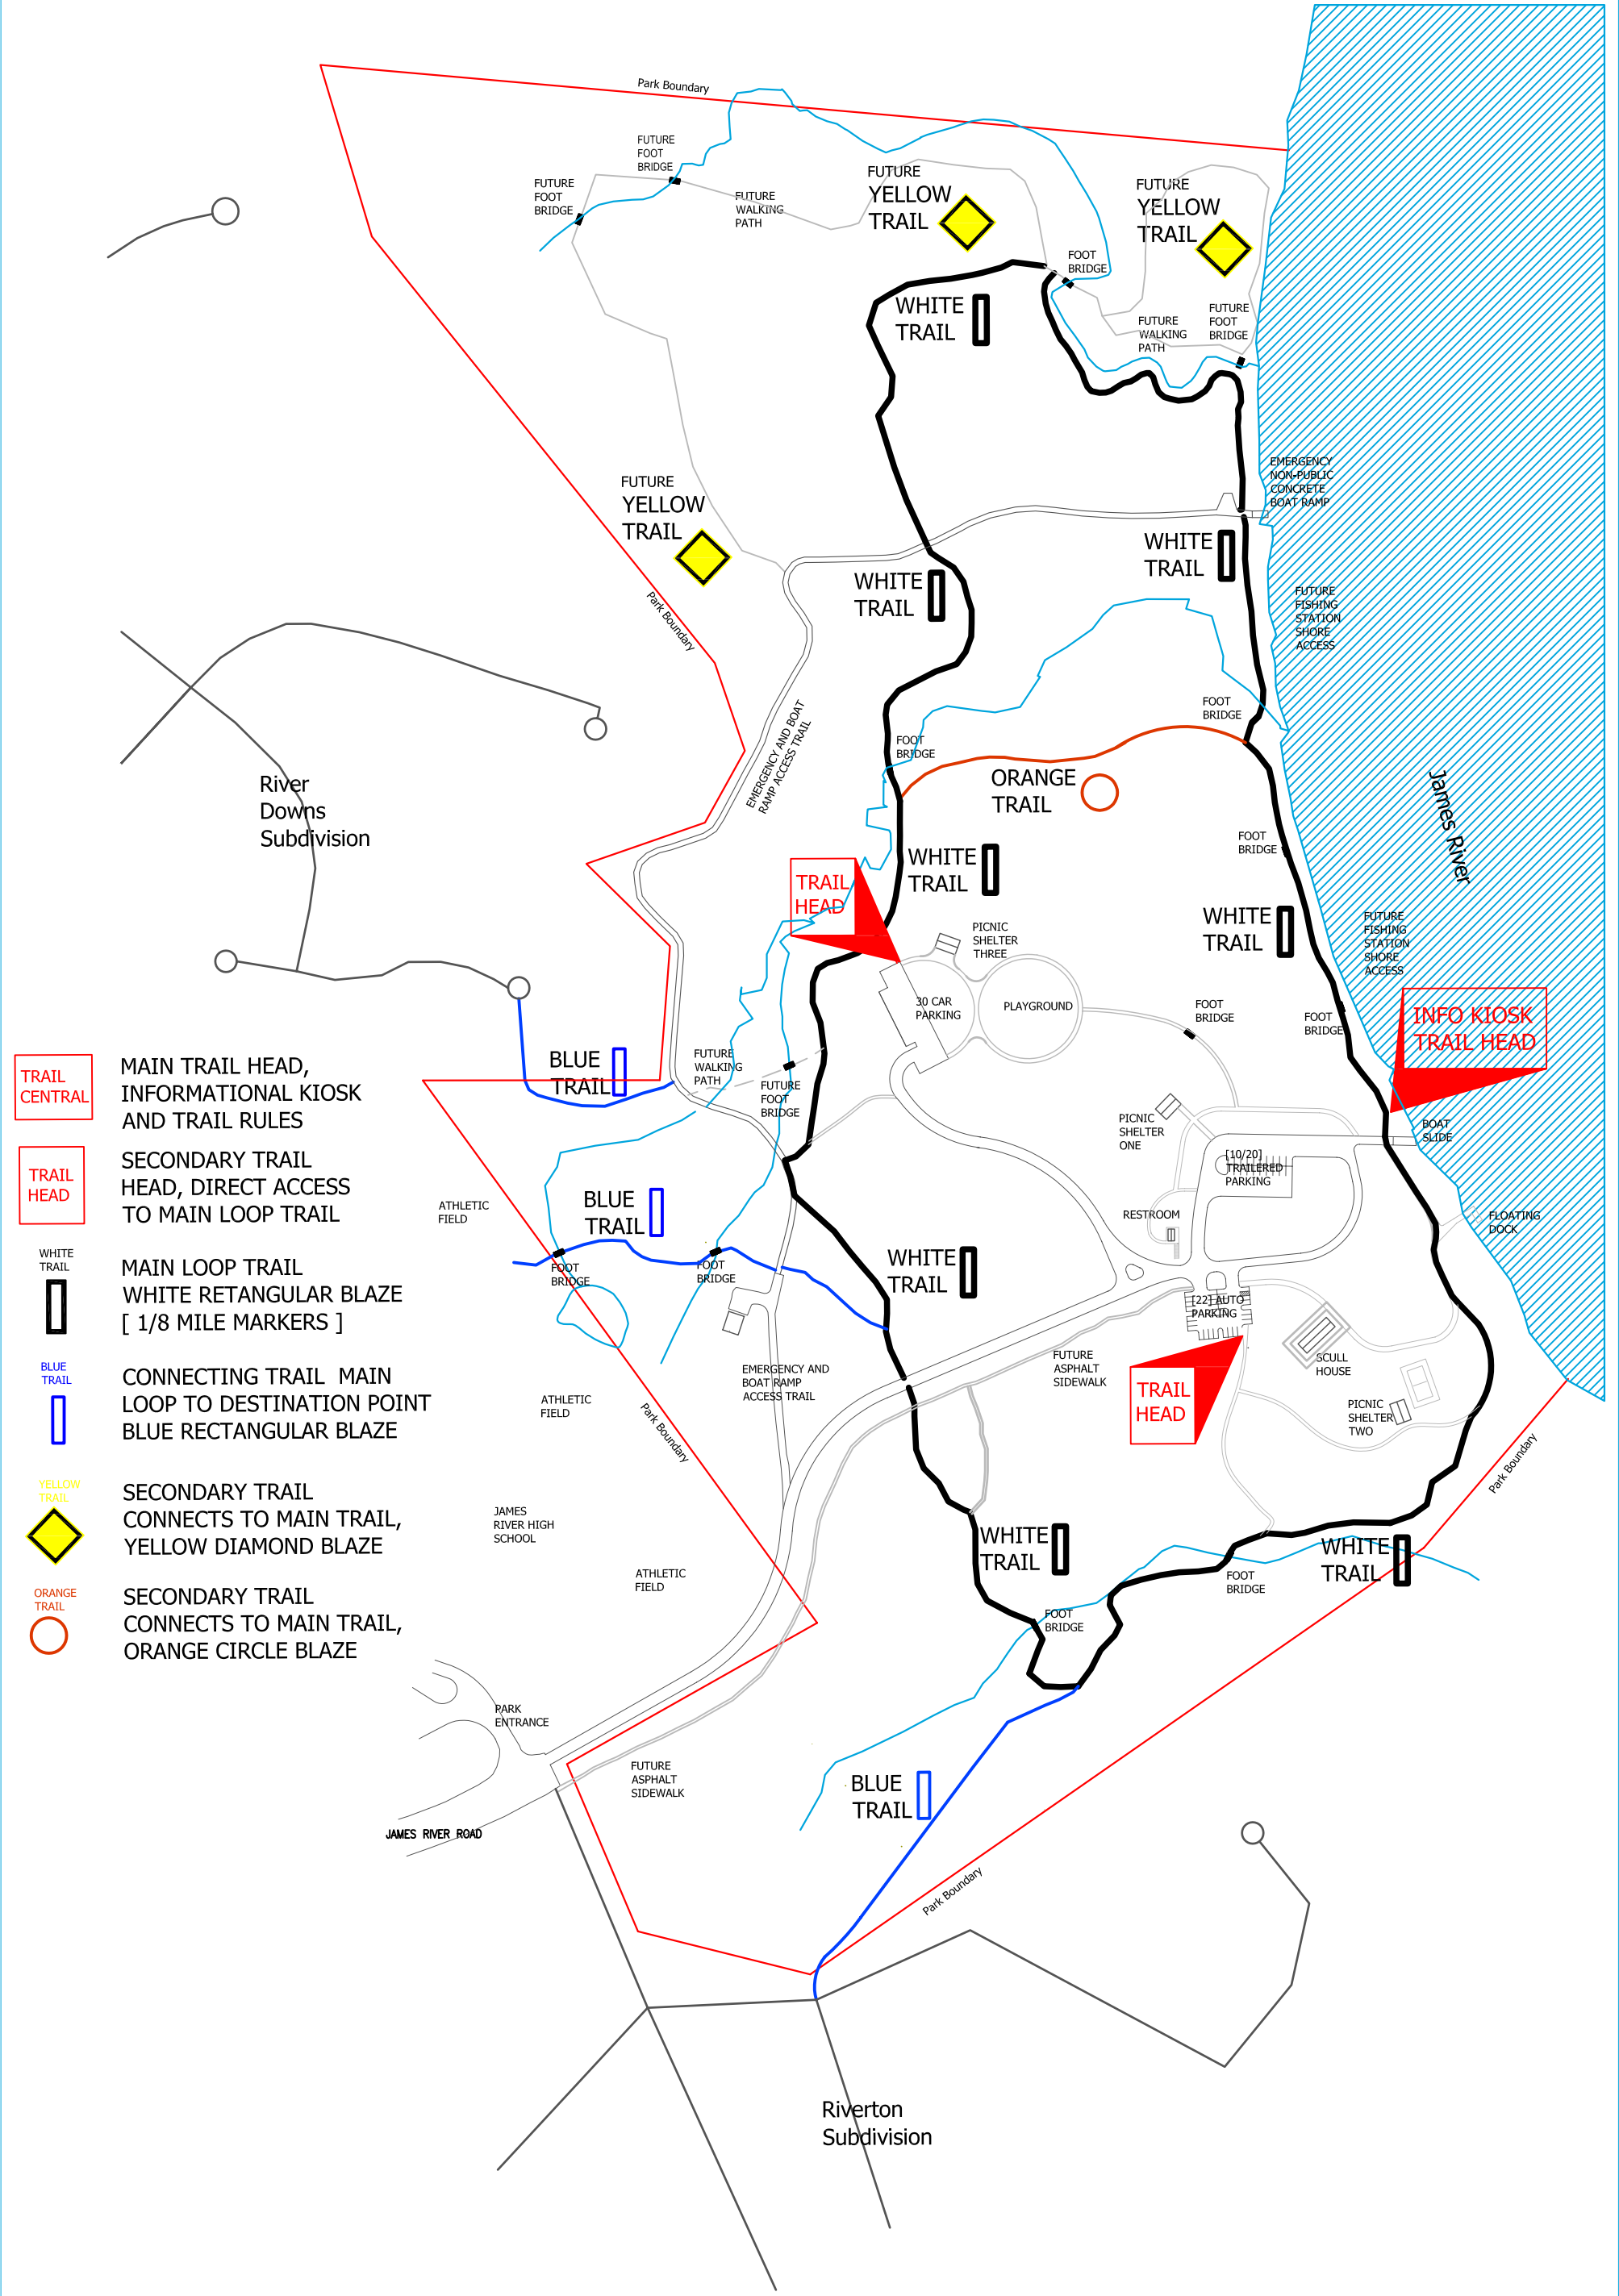 Park Boundary
FUTURE
FOOT
BRIDGE
FUTURE
FOOT
BRIDGE
FUTURE
WALKING
PATH
FUTURE
YELLOW
TRAIL
FUTURE
YELLOW
TRAIL
FOOT
BRIDGE
WHITE
TRAIL
FUTURE
WALKING
PATH
FUTURE
FOOT
BRIDGE
EMERGENCY
NON-PUBLIC
CONCRETE
BOAT RAMP
FUTURE
YELLOW
TRAIL
WHITE
TRAIL
WHITE
TRAIL
Park Boundary
FUTURE
FISHING
STATION
SHORE
ACCESS
FOOT
BRIDGE
FOOT
BRIDGE
EMERGENCY AND BOAT
RAMP ACCESS TRAIL
ORANGE
TRAIL
James River
River
Downs
Subdivision
FOOT
BRIDGE
WHITE
TRAIL
TRAIL
HEAD
WHITE
TRAIL
FUTURE
FISHING
STATION
SHORE
ACCESS
PICNIC
SHELTER
THREE
30 CAR
PARKING
PLAYGROUND
FOOT
BRIDGE
FOOT
BRIDGE
INFO KIOSK
TRAIL HEAD
BLUE
TRAIL
FUTURE
WALKING
PATH
FUTURE
FOOT
BRIDGE
TRAIL
CENTRAL
MAIN TRAIL HEAD,
INFORMATIONAL KIOSK
AND TRAIL RULES
PICNIC
SHELTER
ONE
BOAT
SLIDE
[10/20]
TRAILERED
PARKING
TRAIL
HEAD
SECONDARY TRAIL
HEAD, DIRECT ACCESS
TO MAIN LOOP TRAIL
ATHLETIC
FIELD
BLUE
TRAIL
RESTROOM
FLOATING
DOCK
WHITE
TRAIL
MAIN LOOP TRAIL
WHITE RETANGULAR BLAZE
[ 1/8 MILE MARKERS ]
FOOT
BRIDGE
FOOT
BRIDGE
WHITE
TRAIL
[22] AUTO
PARKING
BLUE
TRAIL
CONNECTING TRAIL MAIN
LOOP TO DESTINATION POINT
BLUE RECTANGULAR BLAZE
ATHLETIC
FIELD
Park Boundary
EMERGENCY AND
BOAT RAMP
ACCESS TRAIL
FUTURE
ASPHALT
SIDEWALK
TRAIL
HEAD
SCULL
HOUSE
PICNIC
SHELTER
TWO
Park Boundary
YELLOW
TRAIL
SECONDARY TRAIL
CONNECTS TO MAIN TRAIL,
YELLOW DIAMOND BLAZE
JAMES
RIVER HIGH
SCHOOL
WHITE
TRAIL
WHITE
TRAIL
ATHLETIC
FIELD
FOOT
BRIDGE
FOOT
BRIDGE
ORANGE
TRAIL
SECONDARY TRAIL
CONNECTS TO MAIN TRAIL,
ORANGE CIRCLE BLAZE
PARK
ENTRANCE
FUTURE
ASPHALT
SIDEWALK
BLUE
TRAIL
JAMES RIVER ROAD
Park Boundary
Riverton
Subdivision